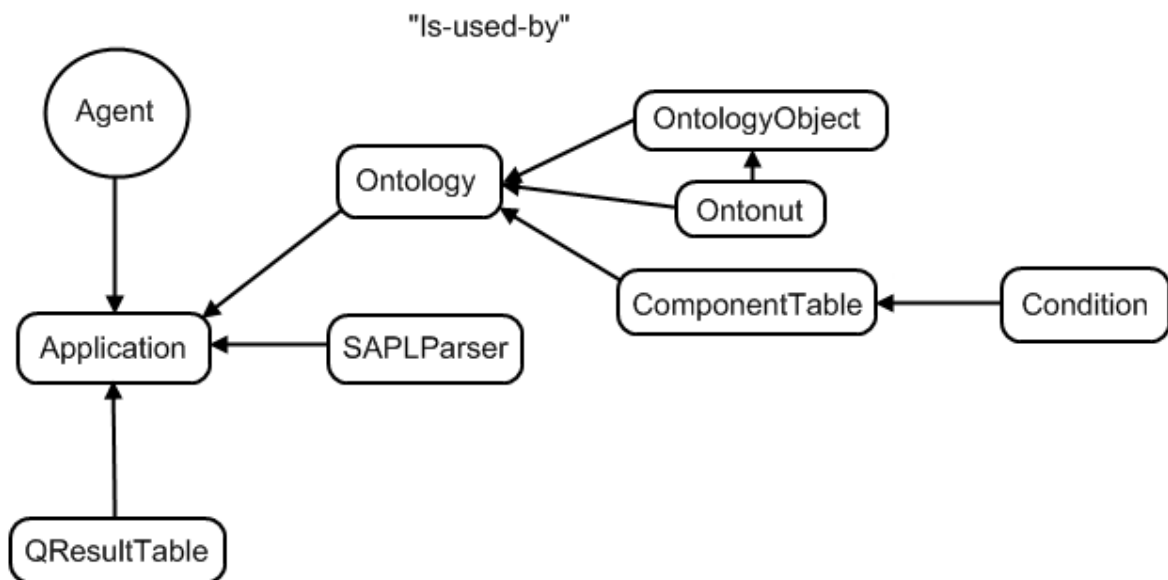 "Is-used-by"
Agent
OntologyObject
Ontology
Ontonut
ComponentTable
Condition
Application
SAPLParser
QResultTable